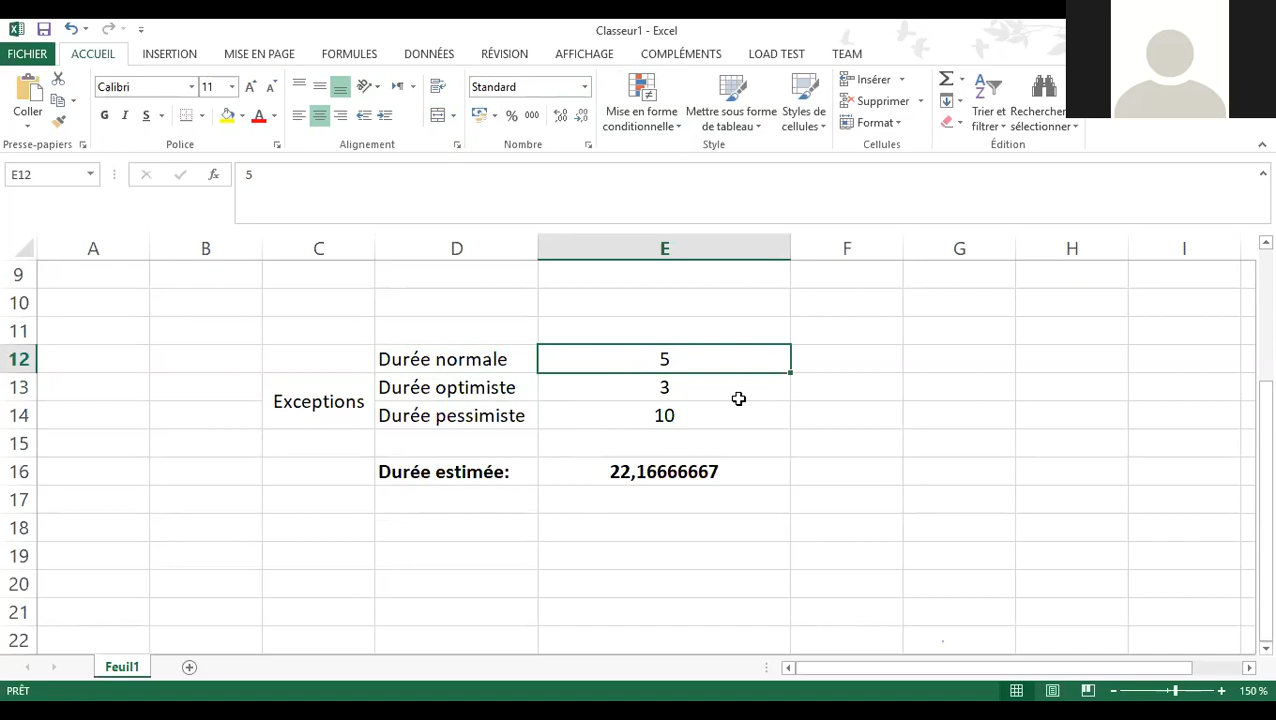 Classeur1 - Excel
FICHIER ACCUEIL INSERTION MISE EN PAGE FORMULES DONNÉES RÉVISION AFFICHAGE COMPLÉMENTS LOAD TEST TEAM
Coller
Calibri 11
G I S A
Standard
% 000
Mise en forme conditionnelle
Mettre sous forme de tableau
Styles de cellules
Insérer
Supprimer
Format
Trier et filtrer
Rechercher et sélectionner
Presse-papiers Police Alignement Nombre Style Cellules Édition
E12 fx 5
A B C D E F G H I
9
10
11
12 Durée normale 5
13 Durée optimiste 3
Exceptions
14 Durée pessimiste 10
15
16 Durée estimée: 22,16666667
17
18
19
20
21
22
Feuil1
PRÊT 150 %